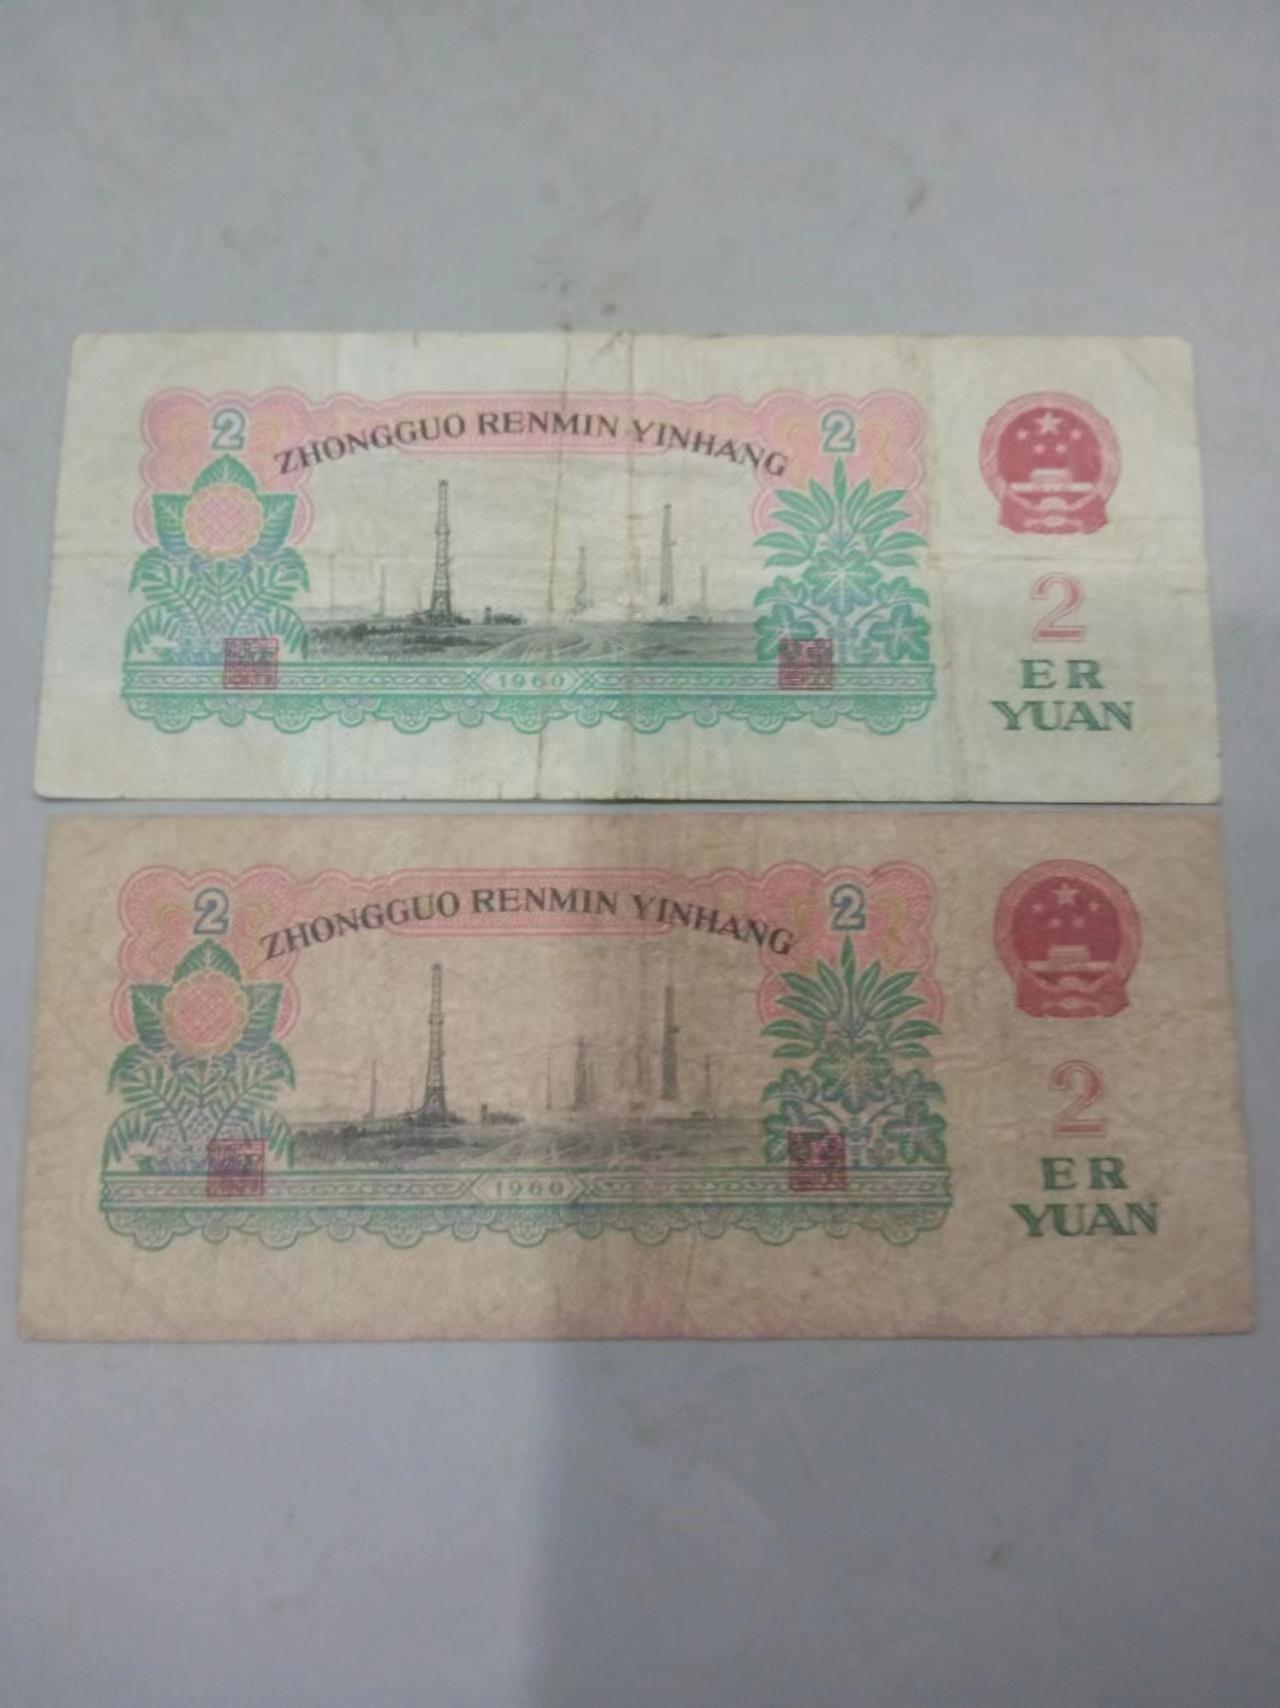 2 2
ZHONGGUO RENMIN YINHANG
2
ER
YUAN
1960
2 2
ZHONGGUO RENMIN YINHANG
2
ER
YUAN
1960